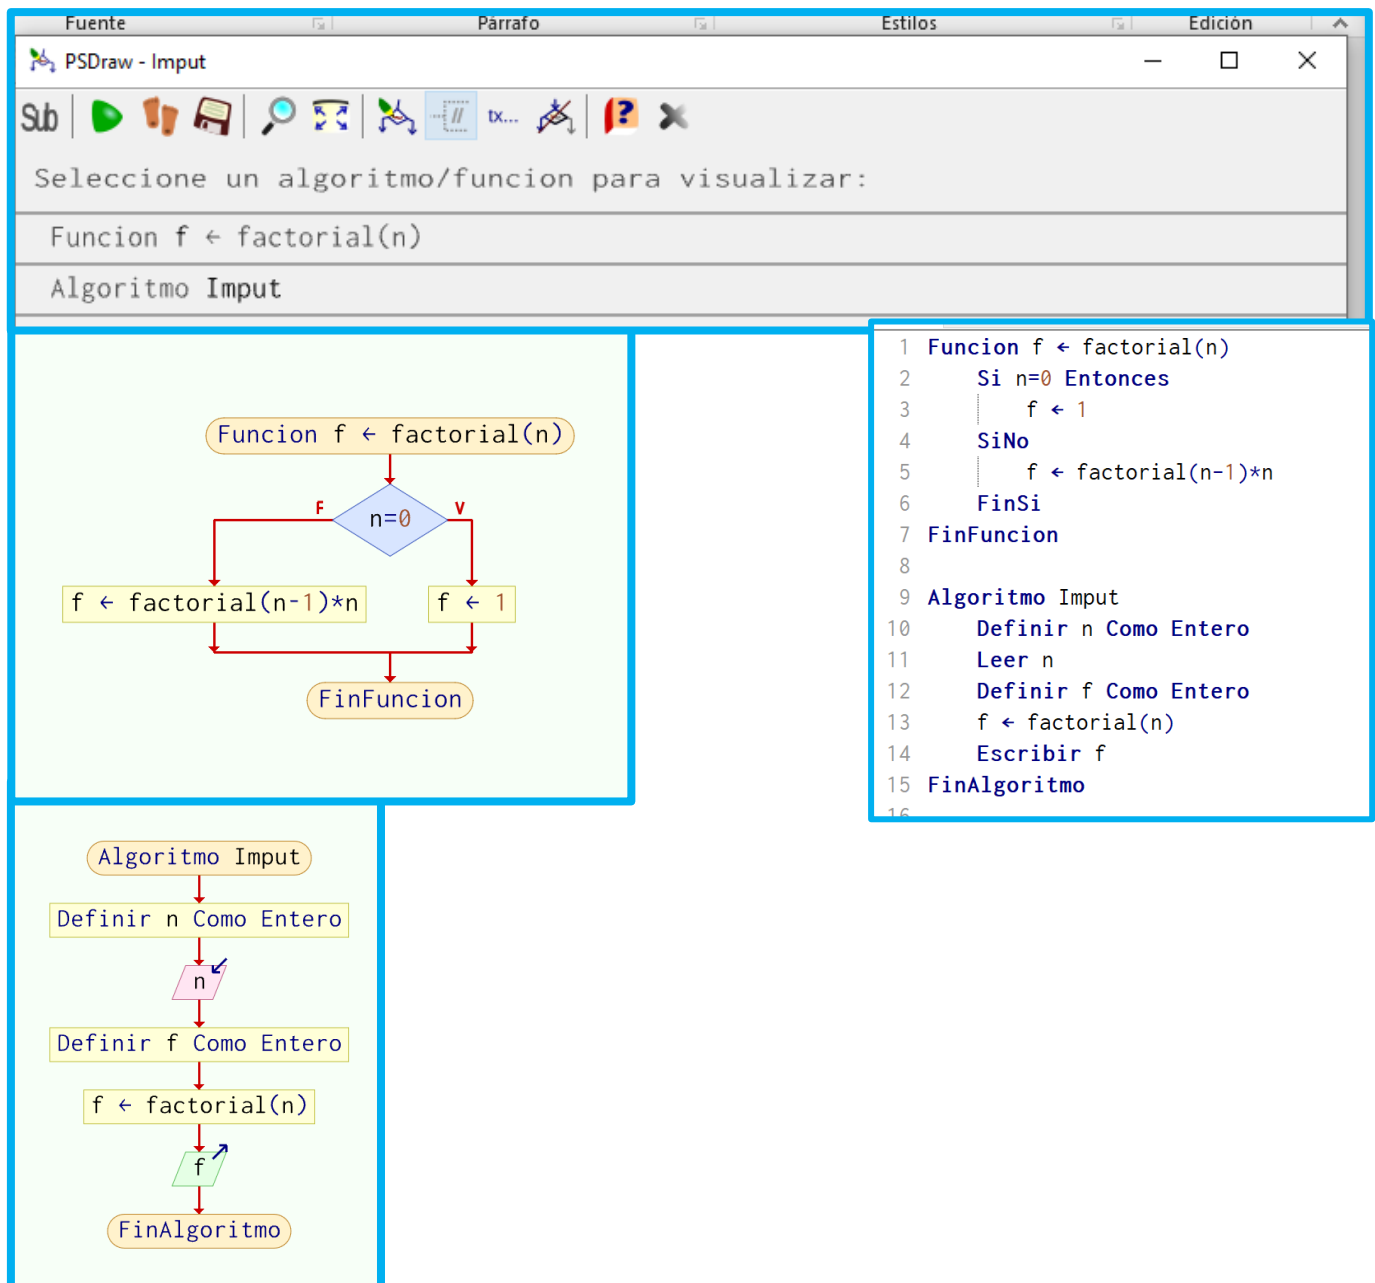 Fuente Párrafo Estilos Edición
PSDraw - Imput
Sub tx... ?
Seleccione un algoritmo/funcion para visualizar:
Funcion f ← factorial(n)
Algoritmo Imput
Funcion f ← factorial(n)
n=0
F V
f ← factorial(n-1)*n
f ← 1
FinFuncion
1 Funcion f ← factorial(n)
2 Si n=0 Entonces
3 f ← 1
4 SiNo
5 f ← factorial(n-1)*n
6 FinSi
7 FinFuncion
8
9 Algoritmo Imput
10 Definir n Como Entero
11 Leer n
12 Definir f Como Entero
13 f ← factorial(n)
14 Escribir f
15 FinAlgoritmo
16
Algoritmo Imput
Definir n Como Entero
n
Definir f Como Entero
f ← factorial(n)
f
FinAlgoritmo